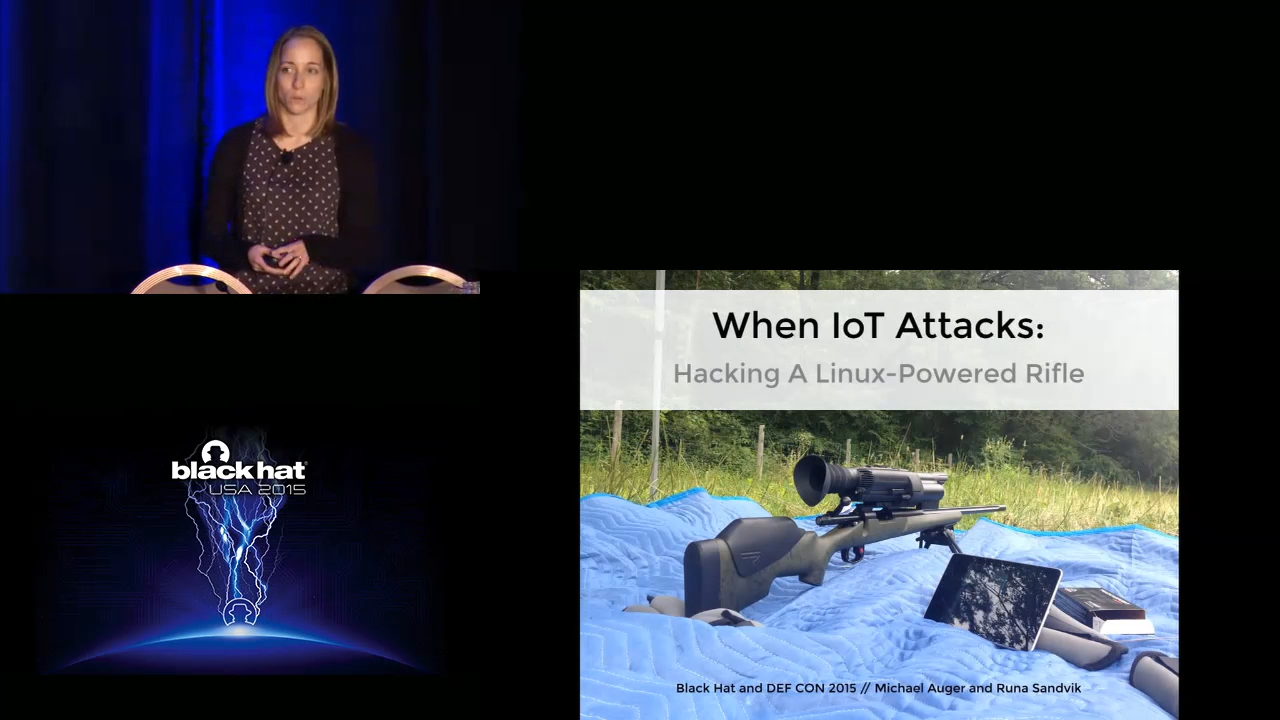 When IoT Attacks:
Hacking A Linux-Powered Rifle
black hat
USA 2015
Black Hat and DEF CON 2015 // Michael Auger and Runa Sandvik